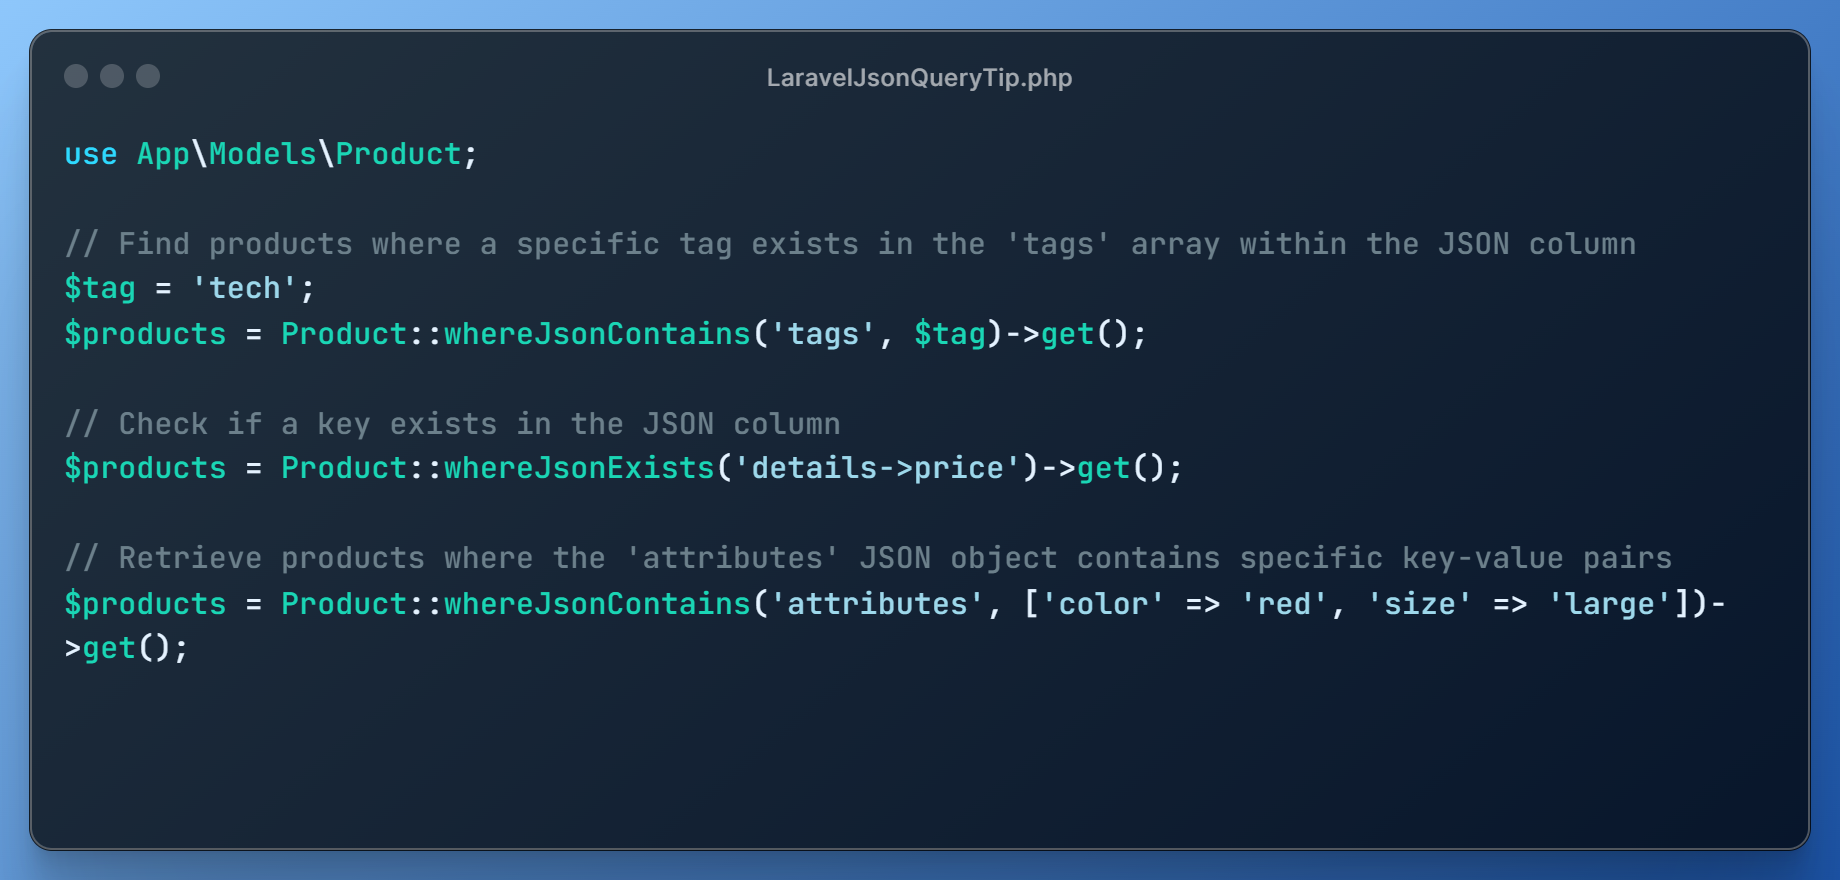 LaravelJsonQueryTip.php
use App\Models\Product;
// Find products where a specific tag exists in the 'tags' array within the JSON column
$tag = 'tech';
$products = Product::whereJsonContains('tags', $tag)->get();
// Check if a key exists in the JSON column
$products = Product::whereJsonExists('details->price')->get();
// Retrieve products where the 'attributes' JSON object contains specific key-value pairs
$products = Product::whereJsonContains('attributes', ['color' => 'red', 'size' => 'large'])-
>get();